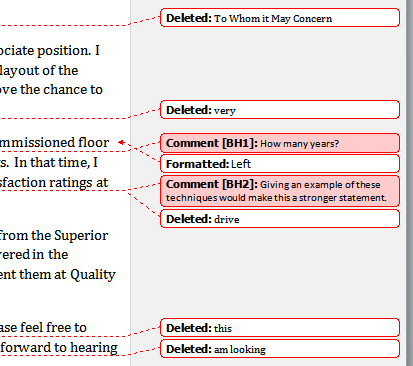 Deleted: To Whom it May Concern
ociate position. I
layout of the
ove the chance to
Deleted: very
mmissioned floor
Comment [BH1]: How many years?
s. In that time, I
Formatted: Left
sfaction ratings at
Comment [BH2]: Giving an example of these
techniques would make this a stronger statement.
Deleted: drive
from the Superior
vered in the
ent them at Quality
ase feel free to
Deleted: this
forward to hearing
Deleted: am looking